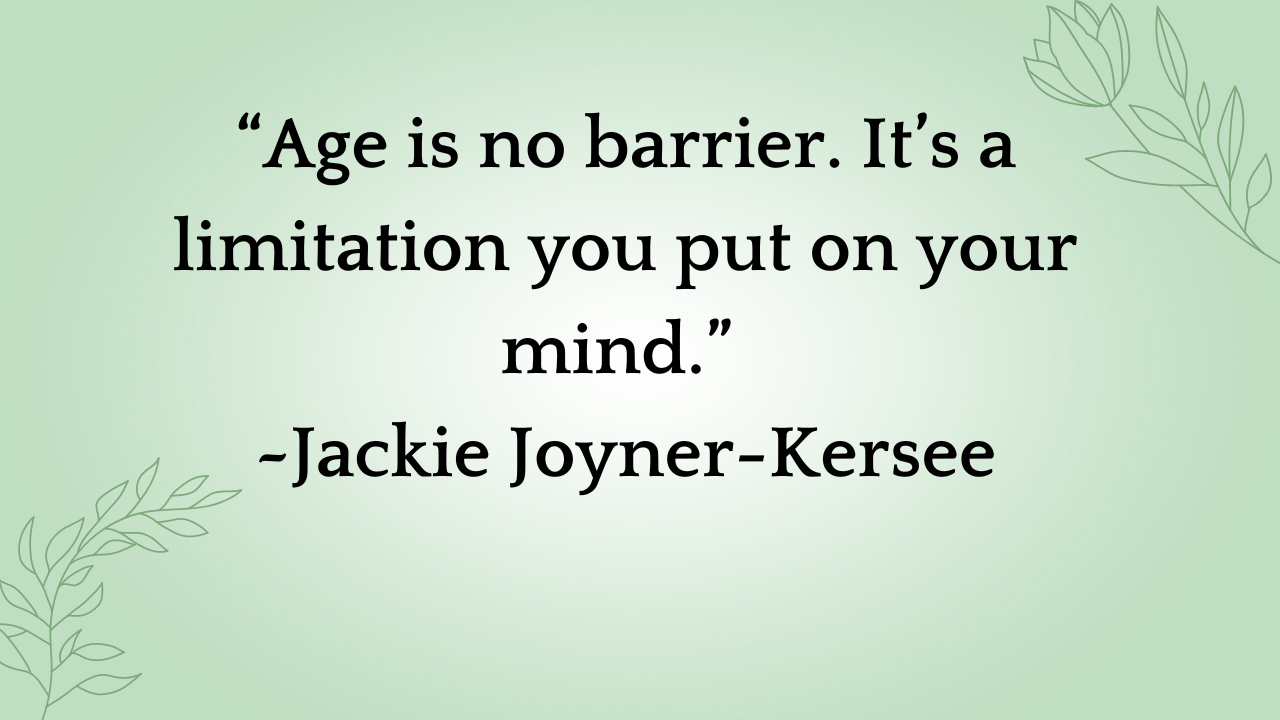 “Age is no barrier. It’s a
limitation you put on your
mind.”
~Jackie Joyner-Kersee